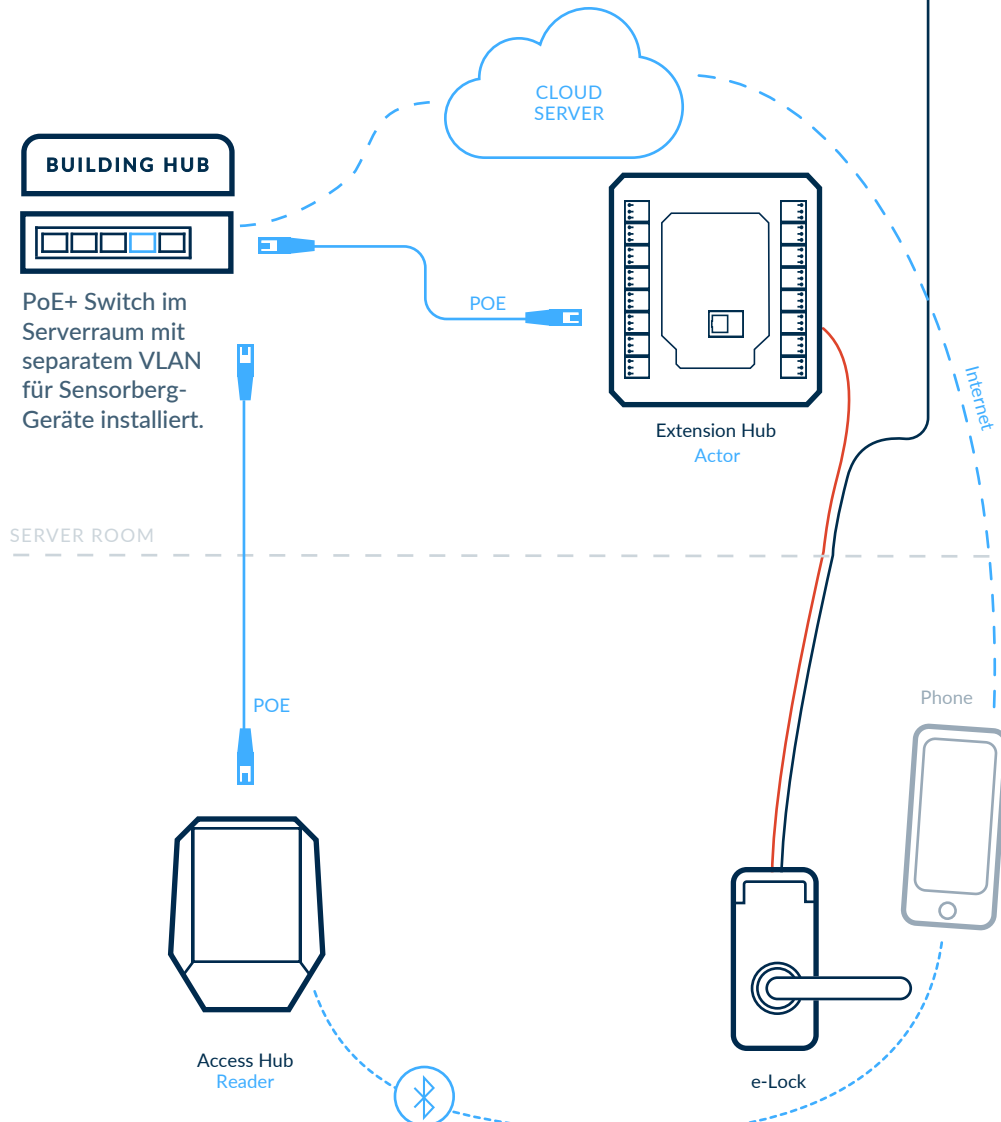 CLOUD
SERVER
BUILDING HUB
PoE+ Switch im
Serverraum mit
separatem VLAN
für Sensorberg-
Geräte installiert.
POE
Internet
Extension Hub
Actor
SERVER ROOM
POE
Phone
Access Hub
Reader
e-Lock